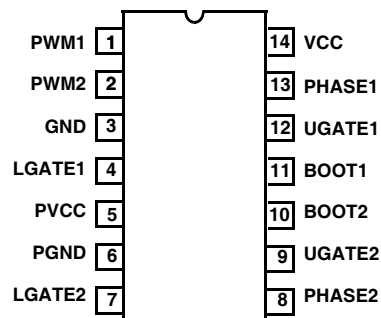 PWM1 1 14 VCC
PWM2 2 13 PHASE1
GND 3 12 UGATE1
LGATE1 4 11 BOOT1
PVCC 5 10 BOOT2
PGND 6 9 UGATE2
LGATE2 7 8 PHASE2